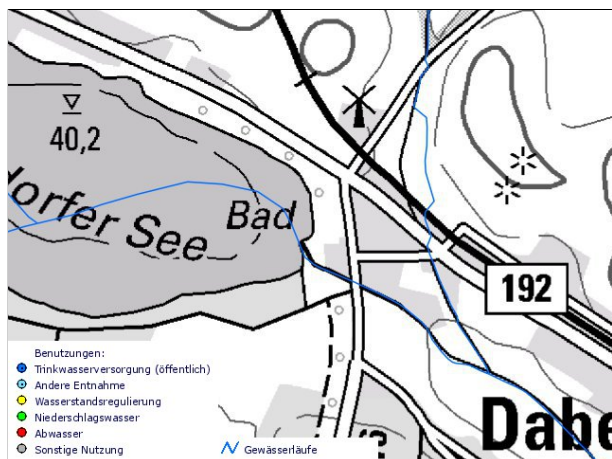 40,2
dorfer See
Bad
192
Benutzungen:
Trinkwasserversorgung (öffentlich)
Andere Entnahme
Wasserstandsregulierung
Niederschlagswasser
Abwasser
Sonstige Nutzung
Gewässerläufe
Dabe